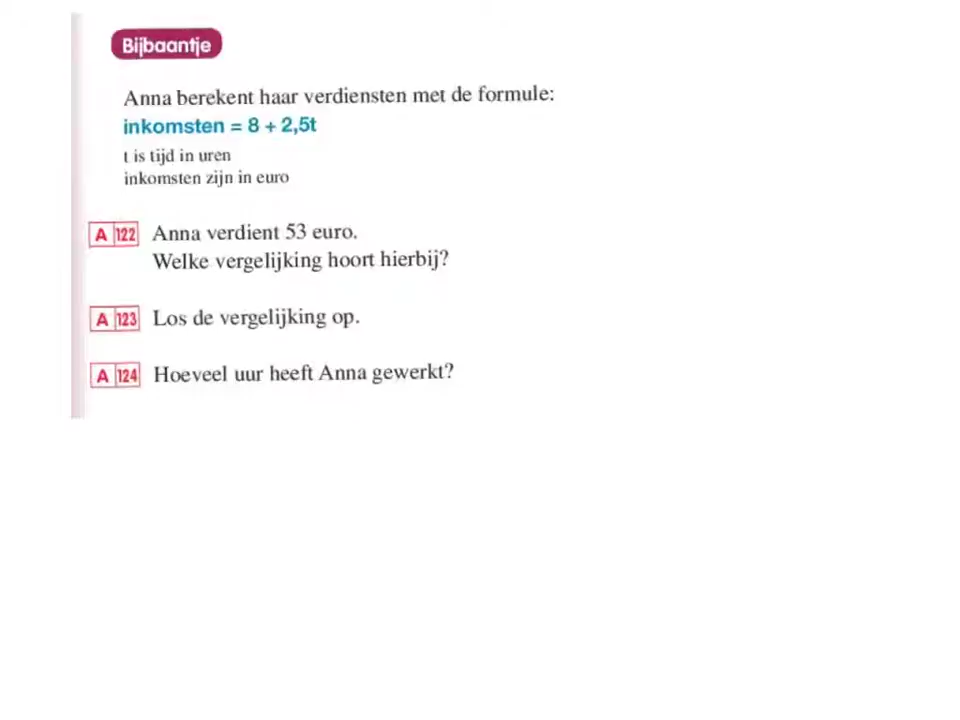 Bijbaantje
Anna berekent haar verdiensten met de formule:
inkomsten = 8 + 2,5t
t is tijd in uren
inkomsten zijn in euro
A 122 Anna verdient 53 euro.
Welke vergelijking hoort hierbij?
A 123 Los de vergelijking op.
A 124 Hoeveel uur heeft Anna gewerkt?